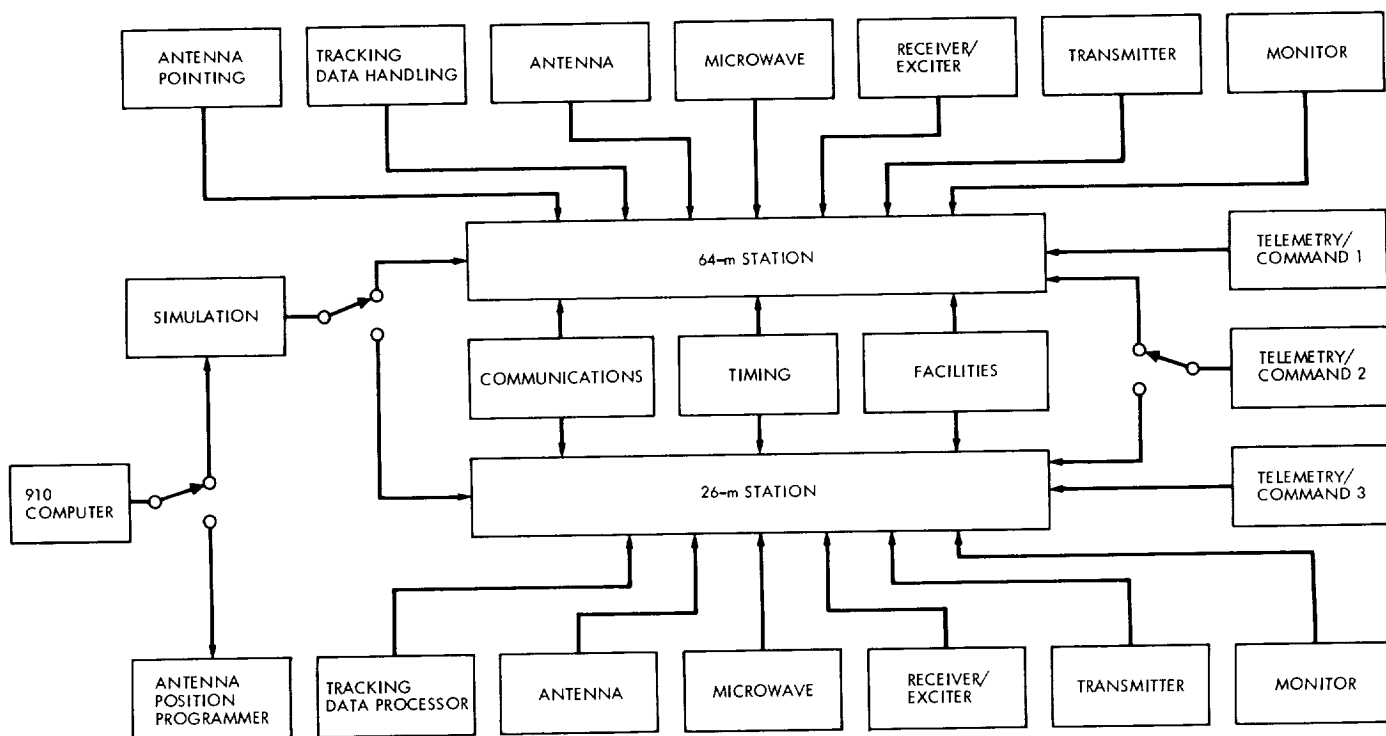 ANTENNA
POINTING
TRACKING
DATA HANDLING
ANTENNA
MICROWAVE
RECEIVER/
EXCITER
TRANSMITTER
MONITOR
64-m STATION
TELEMETRY/
COMMAND 1
SIMULATION
COMMUNICATIONS
TIMING
FACILITIES
TELEMETRY/
COMMAND 2
910
COMPUTER
26-m STATION
TELEMETRY/
COMMAND 3
ANTENNA
POSITION
PROGRAMMER
TRACKING
DATA PROCESSOR
ANTENNA
MICROWAVE
RECEIVER/
EXCITER
TRANSMITTER
MONITOR